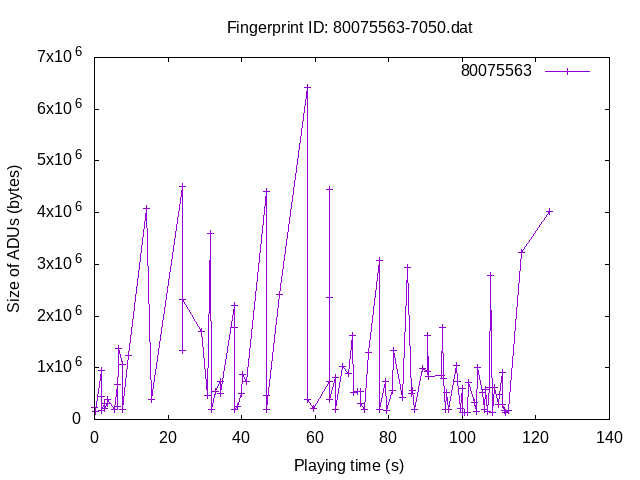 Fingerprint ID: 80075563-7050.dat
80075563
7x10^6
6x10^6
5x10^6
4x10^6
3x10^6
2x10^6
1x10^6
0
Size of ADUs (bytes)
0 20 40 60 80 100 120 140
Playing time (s)